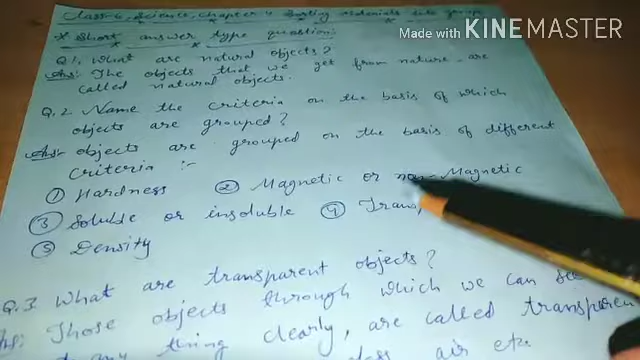 Class-6, Science, Chapter 4 Sorting materials into groups
Made with KINEMASTER
* Short answer type question:
Q.1. What are natural objects?
Ans: The objects that we get from nature are
called natural objects.
Q.2 Name the criteria on the basis of which
objects are grouped?
Ans: objects are grouped on the basis of different
criteria :-
① Hardness ② Magnetic or non-Magnetic
③ Soluble or insoluble ④
⑤ Density
Q.3 What are transparent objects?
Ans: Those objects through which we can see
any thing clearly, are called transparent
air etc.